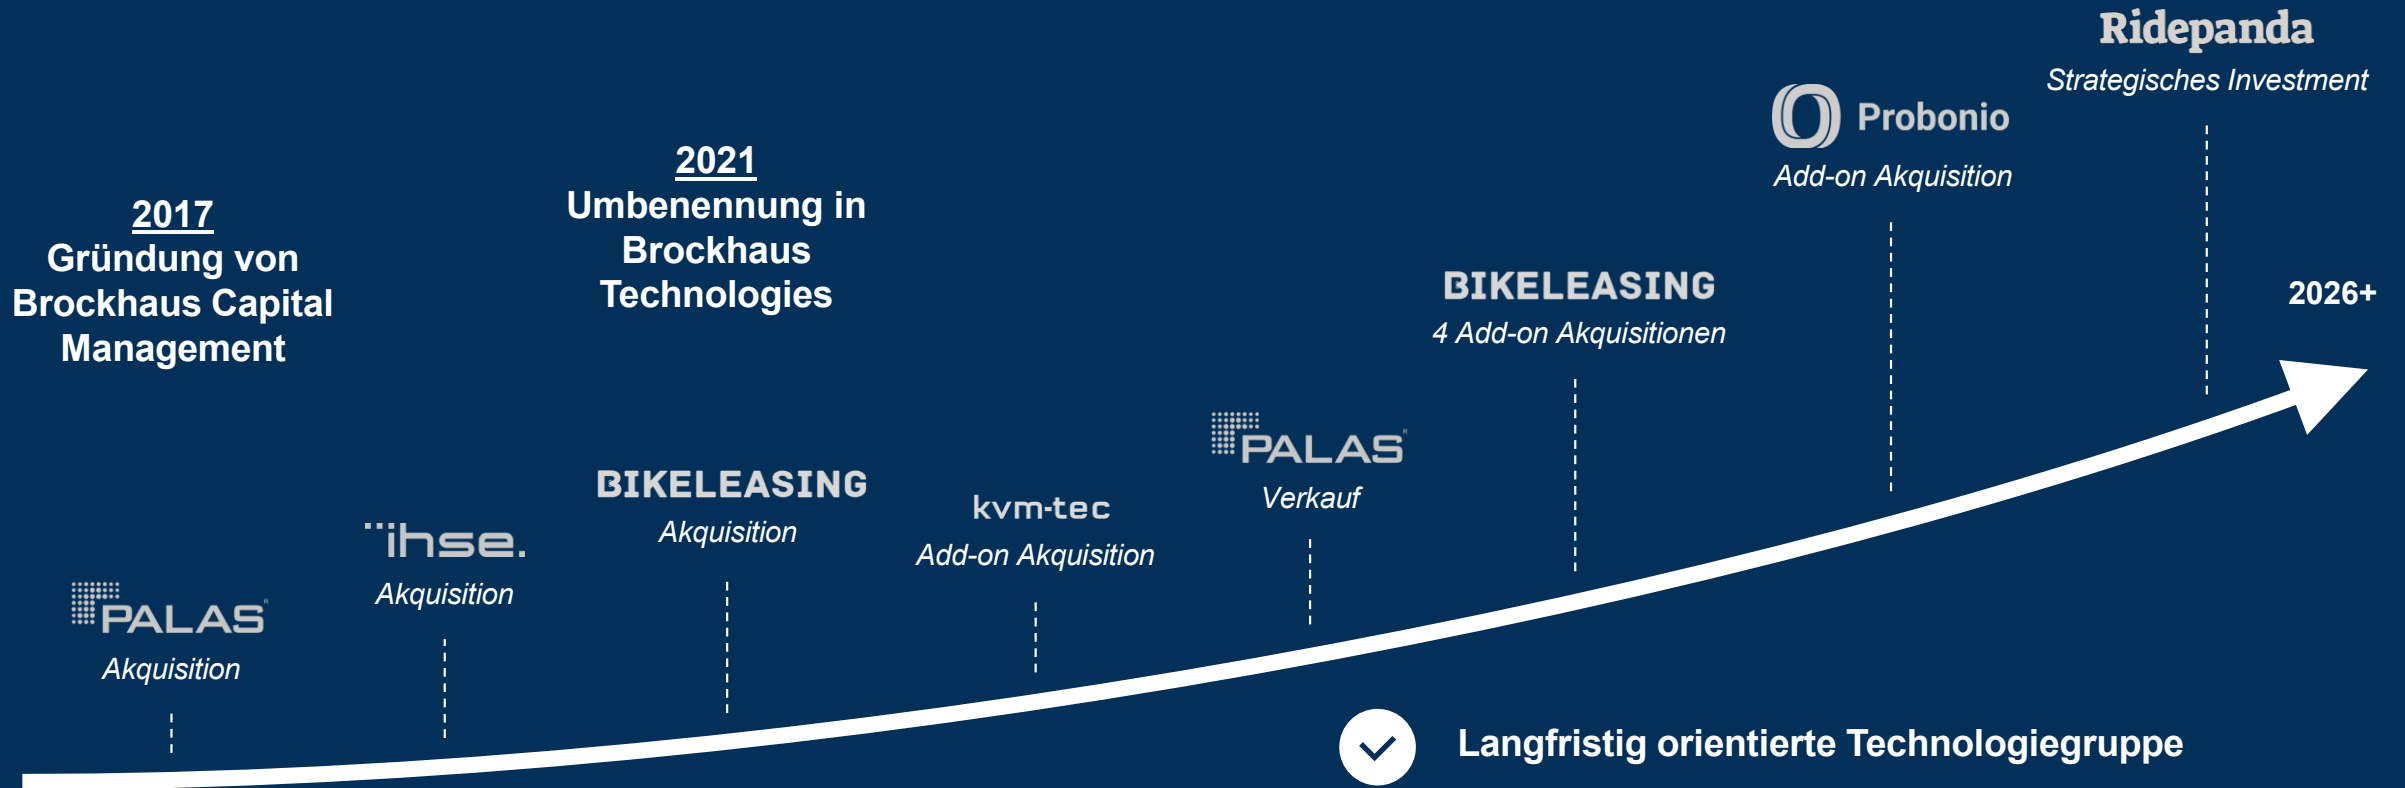 2017
Gründung von
Brockhaus Capital
Management
PALAS®
Akquisition
ihse.
Akquisition
2021
Umbenennung in
Brockhaus
Technologies
BIKELEASING
Akquisition
kvm-tec
Add-on Akquisition
PALAS®
Verkauf
BIKELEASING
4 Add-on Akquisitionen
Probonio
Add-on Akquisition
Ridepanda
Strategisches Investment
2026+
Langfristig orientierte Technologiegruppe